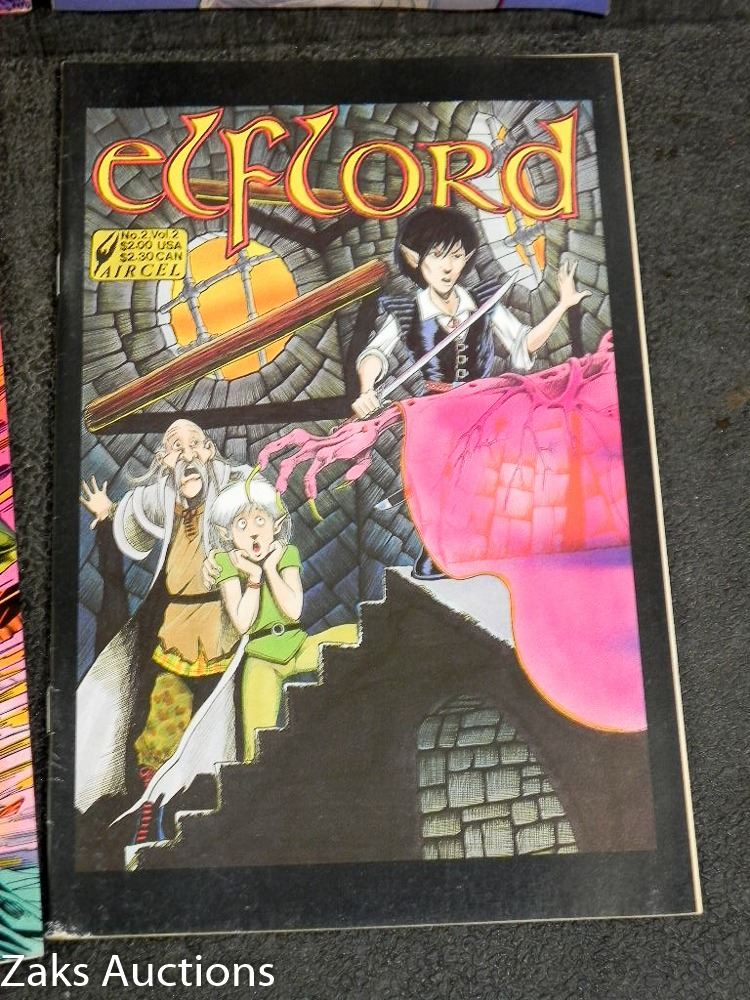 elflord
No.2.Vol.2
$2.00 USA
$2.30 CAN
AIRCEL
Zaks Auctions